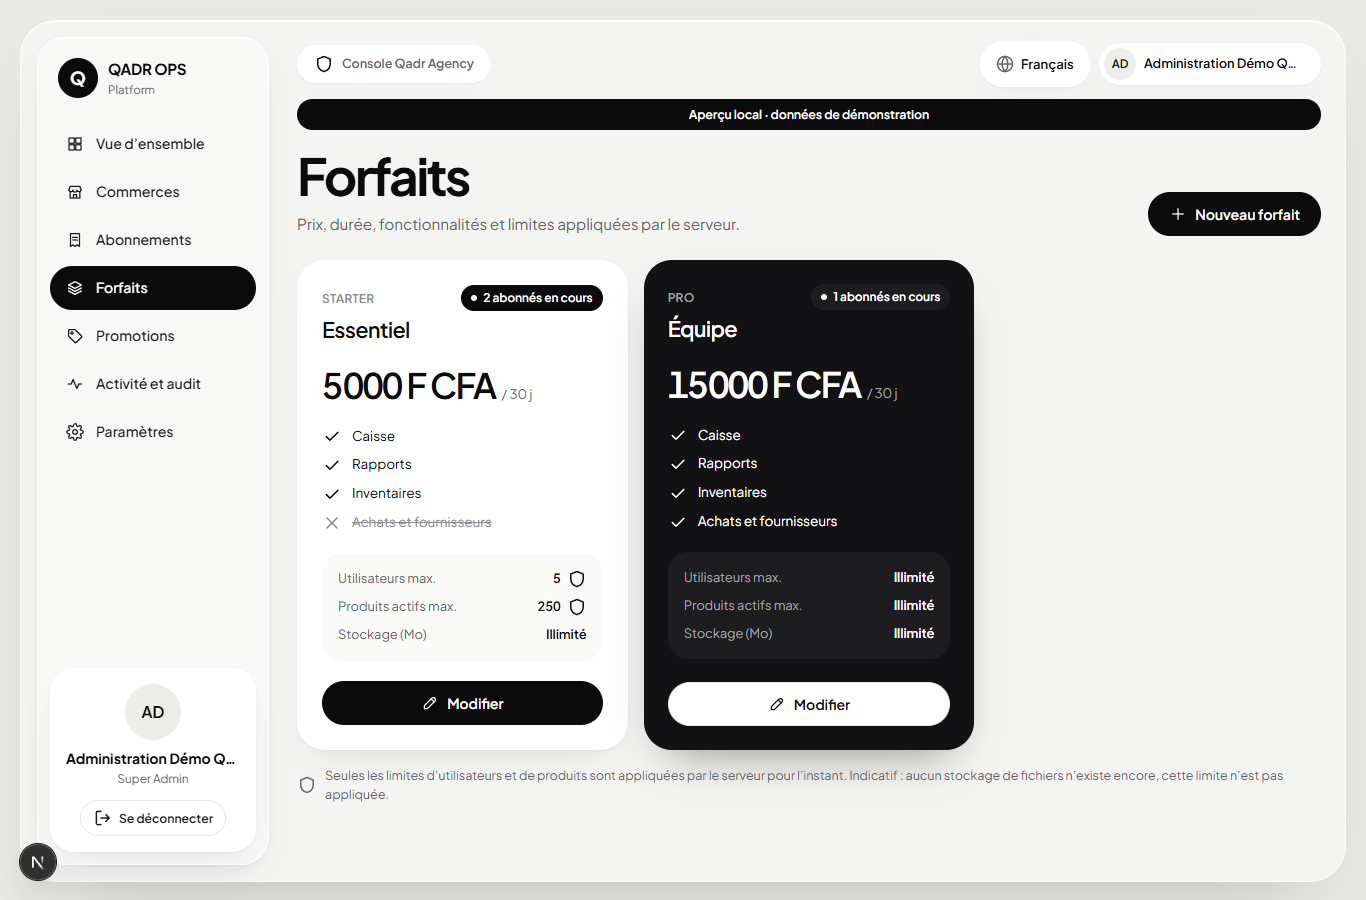 Q
QADR OPS
Platform
Vue d’ensemble
Commerces
Abonnements
Forfaits
Promotions
Activité et audit
Paramètres
AD
Administration Démo Q…
Super Admin
Se déconnecter
N
Console Qadr Agency
Français
AD
Administration Démo Q…
Aperçu local · données de démonstration
Forfaits
Prix, durée, fonctionnalités et limites appliquées par le serveur.
Nouveau forfait
STARTER
2 abonnés en cours
Essentiel
5000 F CFA / 30 j
Caisse
Rapports
Inventaires
Achats et fournisseurs
Utilisateurs max. 5
Produits actifs max. 250
Stockage (Mo) Illimité
Modifier
PRO
1 abonnés en cours
Équipe
15000 F CFA / 30 j
Caisse
Rapports
Inventaires
Achats et fournisseurs
Utilisateurs max. Illimité
Produits actifs max. Illimité
Stockage (Mo) Illimité
Modifier
Seules les limites d’utilisateurs et de produits sont appliquées par le serveur pour l’instant. Indicatif : aucun stockage de fichiers n’existe encore, cette limite n’est pas
appliquée.